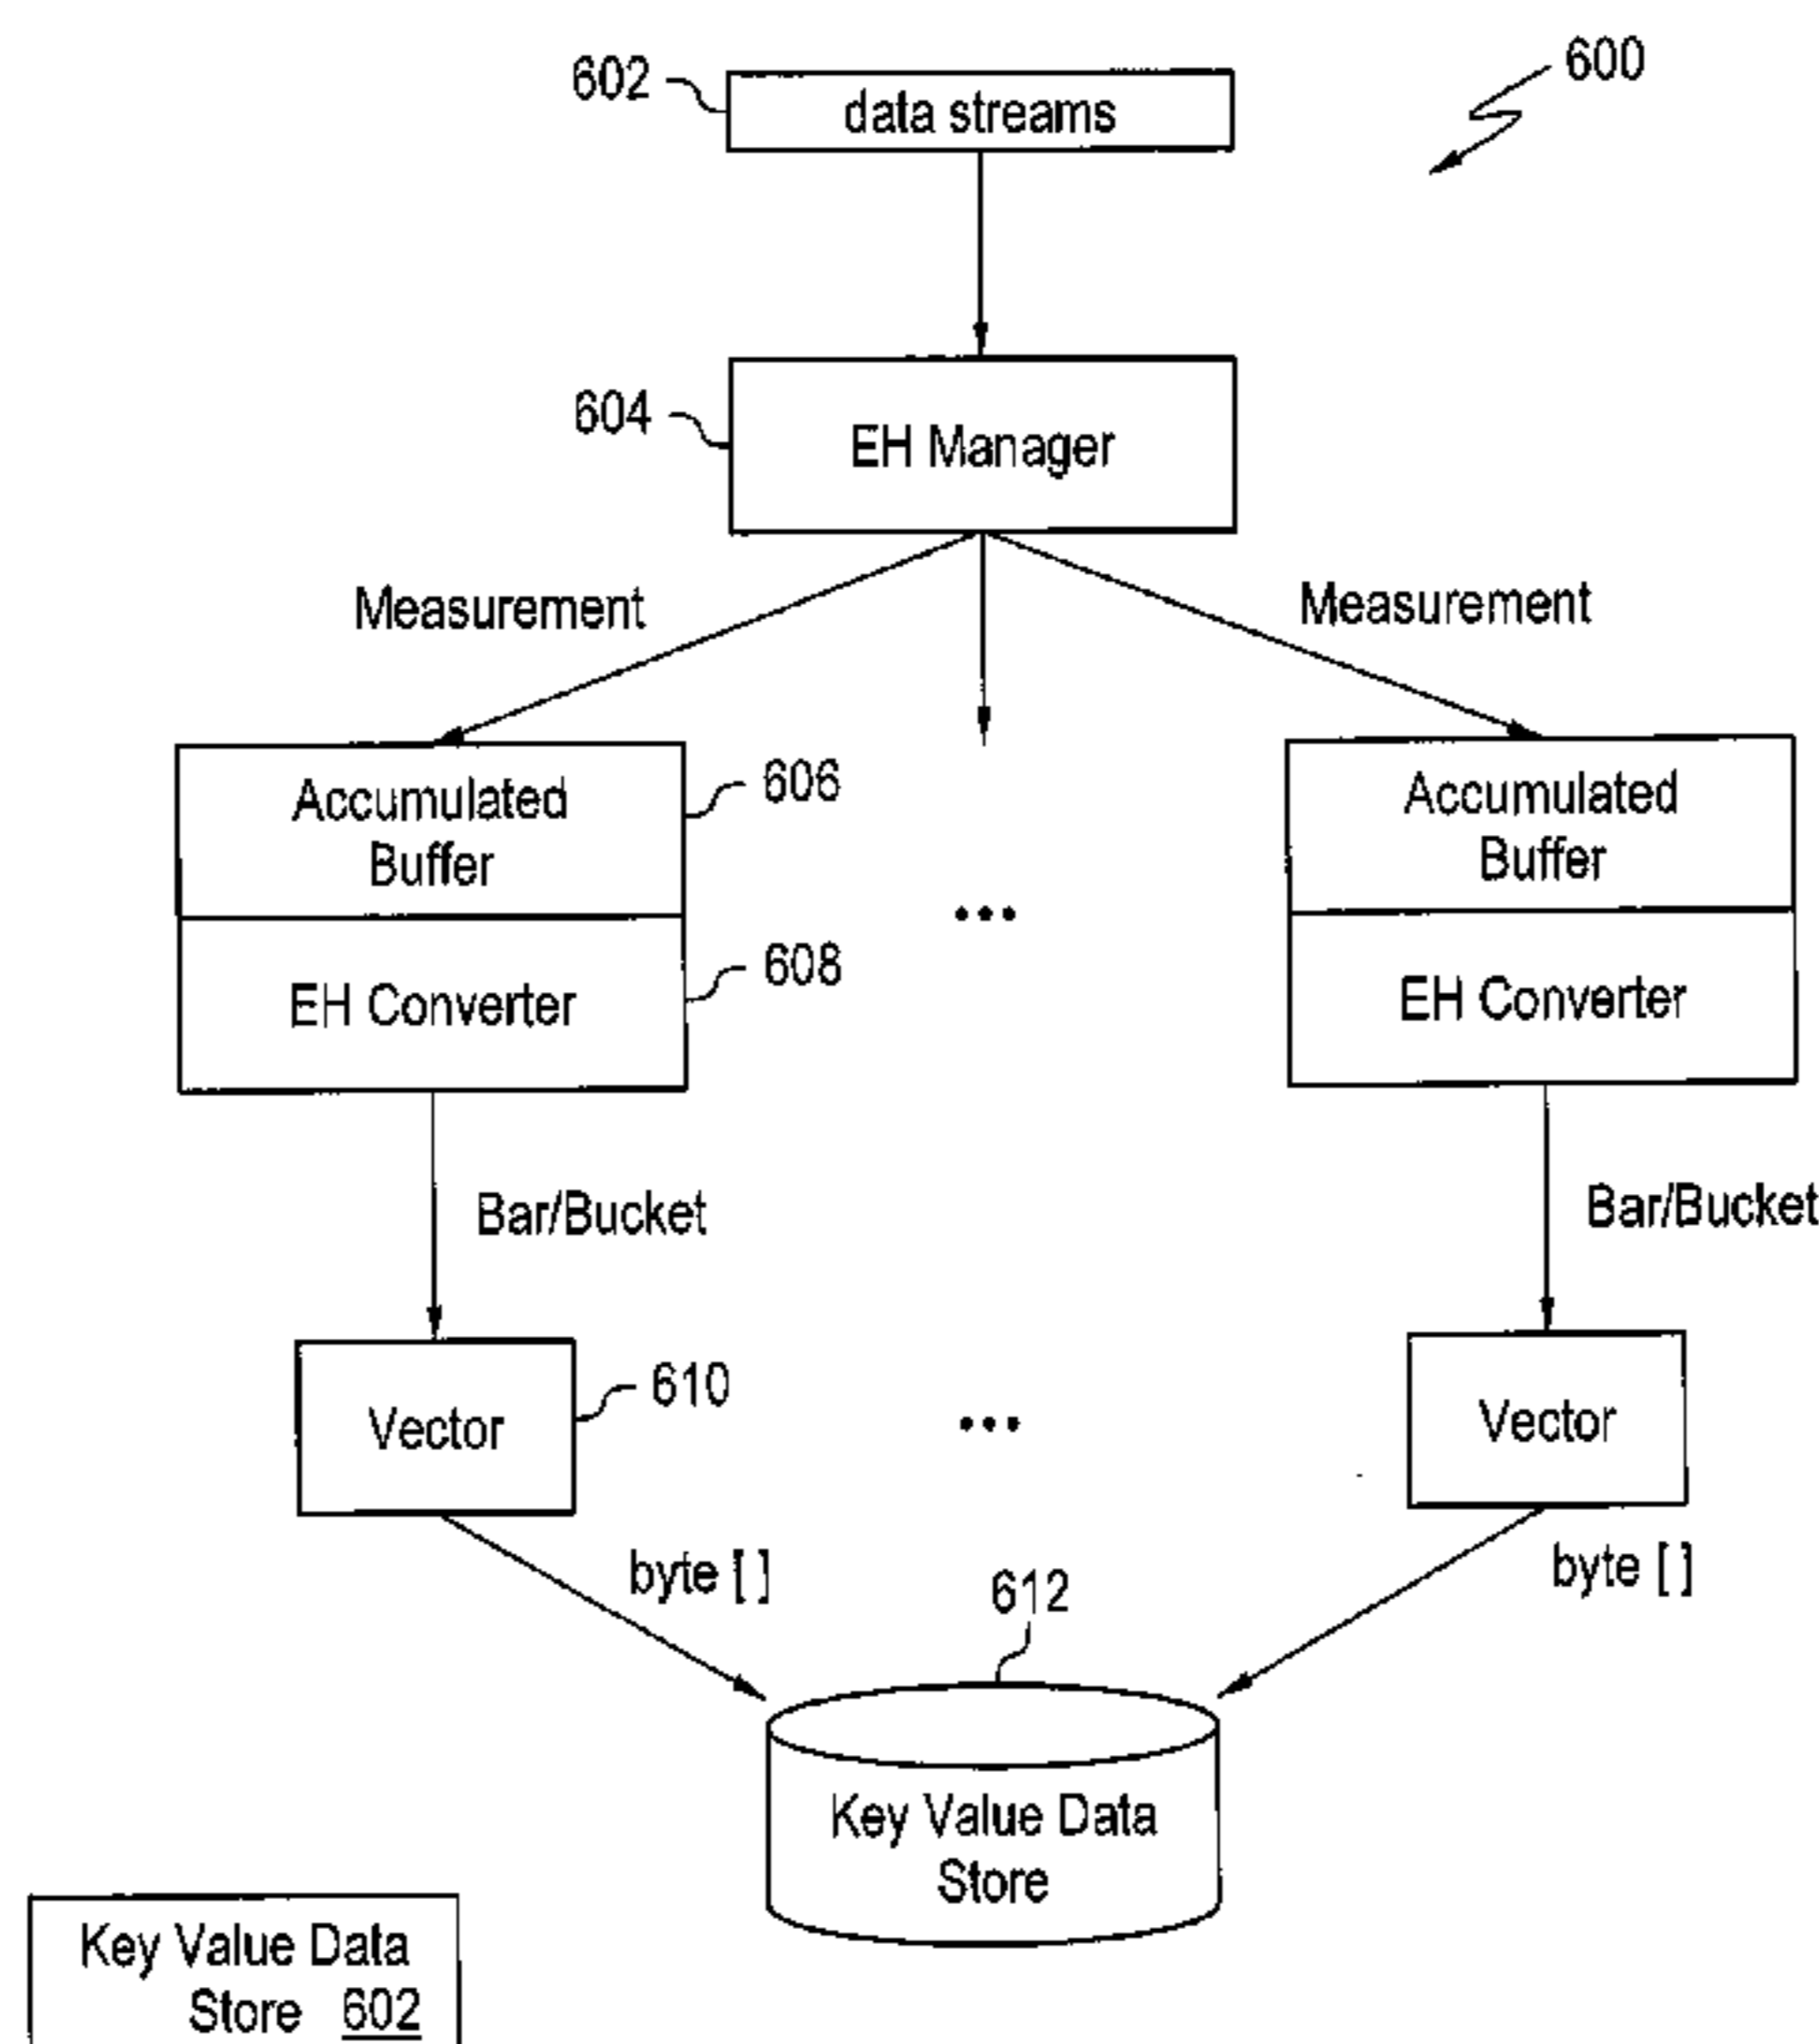 600
602
data streams
604
EH Manager
Measurement
Measurement
Accumulated
Buffer
606
Accumulated
Buffer
•••
EH Converter
608
EH Converter
Bar/Bucket
Bar/Bucket
Vector
610
•••
Vector
byte [ ]
byte [ ]
612
Key Value Data
Store
Key Value Data
Store 602